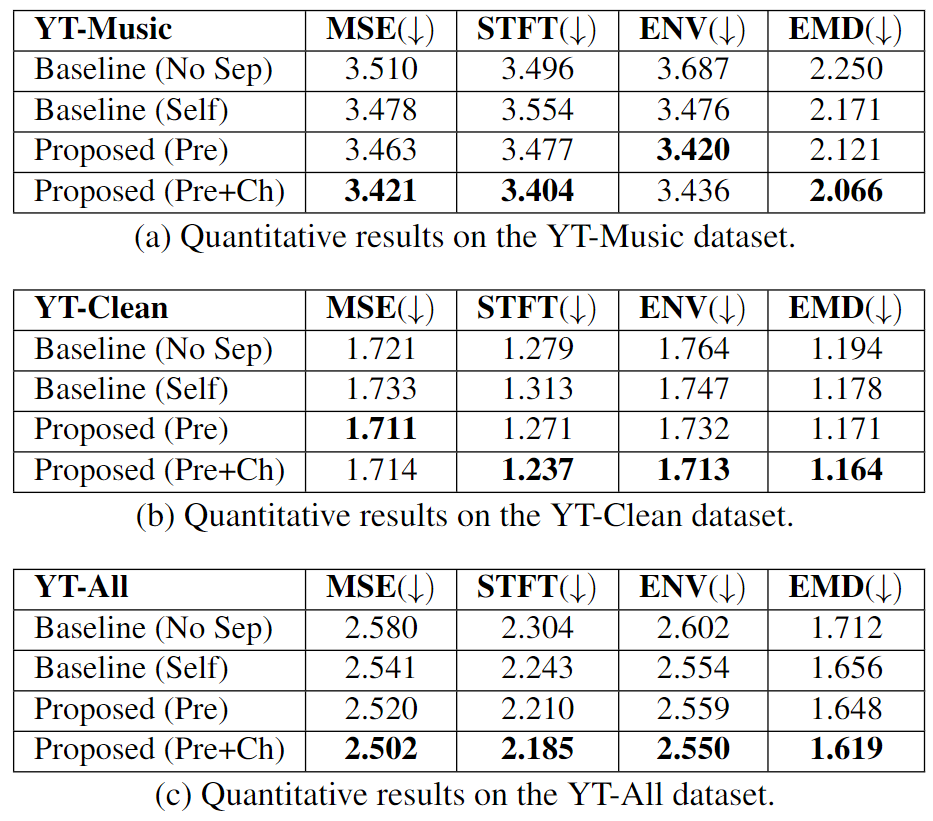 YT-Music MSE(↓) STFT(↓) ENV(↓) EMD(↓)
Baseline (No Sep) 3.510 3.496 3.687 2.250
Baseline (Self) 3.478 3.554 3.476 2.171
Proposed (Pre) 3.463 3.477 3.420 2.121
Proposed (Pre+Ch) 3.421 3.404 3.436 2.066
(a) Quantitative results on the YT-Music dataset.
YT-Clean MSE(↓) STFT(↓) ENV(↓) EMD(↓)
Baseline (No Sep) 1.721 1.279 1.764 1.194
Baseline (Self) 1.733 1.313 1.747 1.178
Proposed (Pre) 1.711 1.271 1.732 1.171
Proposed (Pre+Ch) 1.714 1.237 1.713 1.164
(b) Quantitative results on the YT-Clean dataset.
YT-All MSE(↓) STFT(↓) ENV(↓) EMD(↓)
Baseline (No Sep) 2.580 2.304 2.602 1.712
Baseline (Self) 2.541 2.243 2.554 1.656
Proposed (Pre) 2.520 2.210 2.559 1.648
Proposed (Pre+Ch) 2.502 2.185 2.550 1.619
(c) Quantitative results on the YT-All dataset.